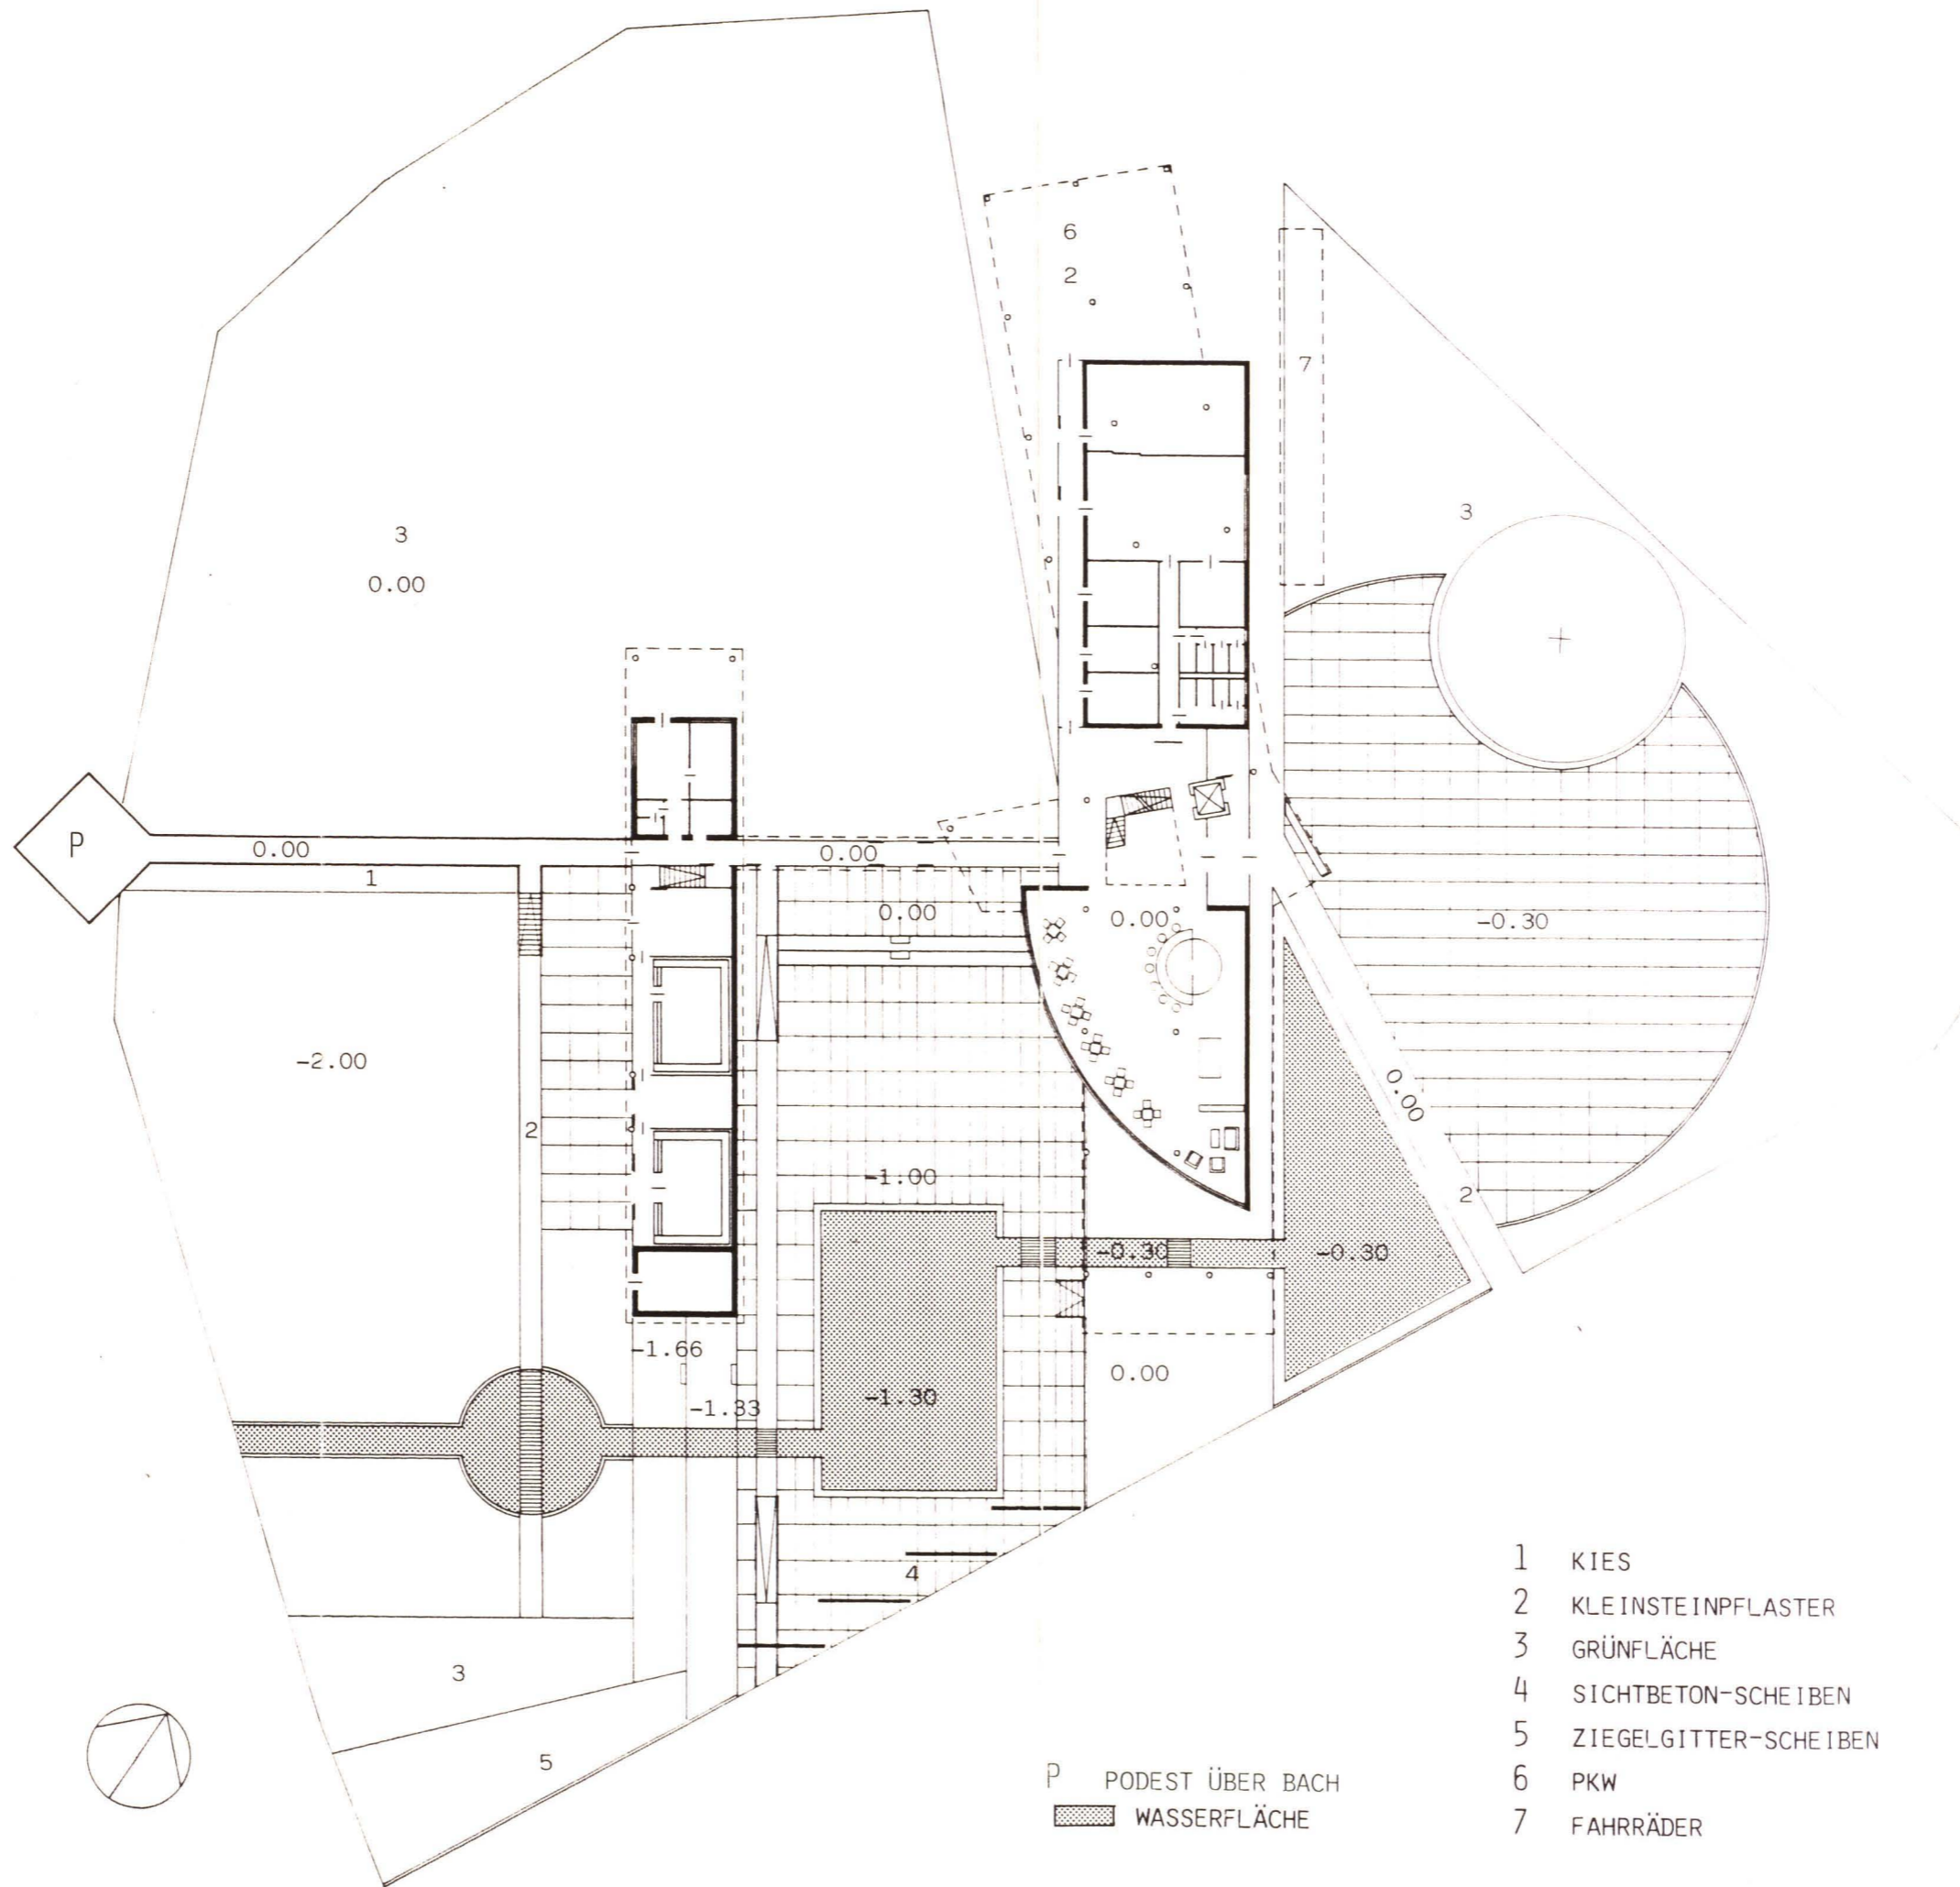 6
2
7
3
3
0.00
P
0.00
1
0.00
0.00
0.00
-0.30
-2.00
0.00
2
-1.00
2
-0.30
-0.30
-1.66
0.00
-1.30
-1.33
4
3
5
1 KIES
2 KLEINSTEINPFLASTER
3 GRÜNFLÄCHE
4 SICHTBETON-SCHEIBEN
5 ZIEGELGITTER-SCHEIBEN
6 PKW
7 FAHRRÄDER
P PODEST ÜBER BACH
WASSERFLÄCHE